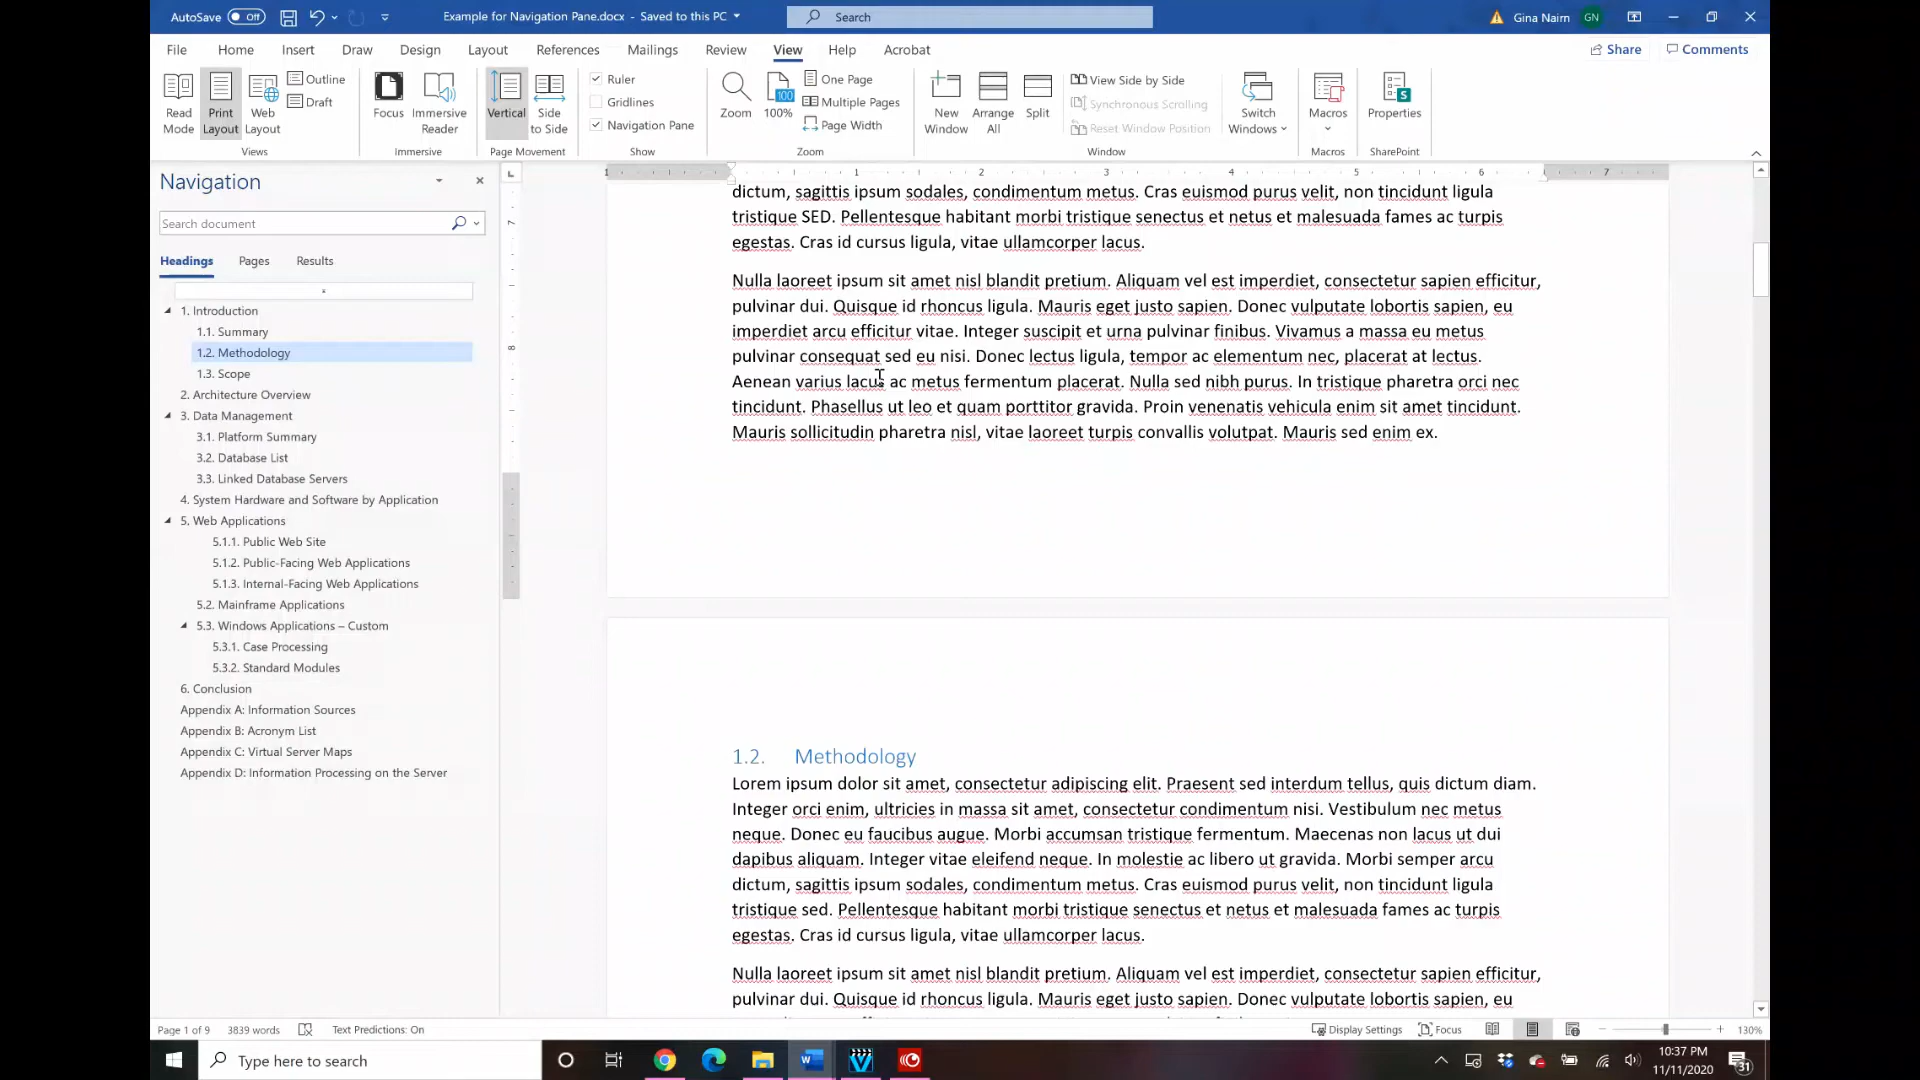 AutoSave Off Example for Navigation Pane.docx - Saved to this PC Search Gina Naim GN
File Home Insert Draw Design Layout References Mailings Review View Help Acrobat Share Comments
Read Mode Print Layout Web Layout Outline Draft Focus Immersive Reader Vertical Side to Side Ruler Gridlines Navigation Pane Zoom 100 100% One Page Multiple Pages Page Width New Window Arrange All Split View Side by Side Synchronous Scrolling Reset Window Position Switch Windows Macros Properties
Views Immersive Page Movement Show Zoom Window Macros SharePoint
Navigation
Search document
Headings Pages Results
1. Introduction
1.1. Summary
1.2. Methodology
1.3. Scope
2. Architecture Overview
3. Data Management
3.1. Platform Summary
3.2. Database List
3.3. Linked Database Servers
4. System Hardware and Software by Application
5. Web Applications
5.1.1. Public Web Site
5.1.2. Public-Facing Web Applications
5.1.3. Internal-Facing Web Applications
5.2. Mainframe Applications
5.3. Windows Applications – Custom
5.3.1. Case Processing
5.3.2. Standard Modules
6. Conclusion
Appendix A: Information Sources
Appendix B: Acronym List
Appendix C: Virtual Server Maps
Appendix D: Information Processing on the Server
1 1 2 3 4 5 6 7
7
8
dictum, sagittis ipsum sodales, condimentum metus. Cras euismod purus velit, non tincidunt ligula
tristique SED. Pellentesque habitant morbi tristique senectus et netus et malesuada fames ac turpis
egestas. Cras id cursus ligula, vitae ullamcorper lacus.
Nulla laoreet ipsum sit amet nisl blandit pretium. Aliquam vel est imperdiet, consectetur sapien efficitur,
pulvinar dui. Quisque id rhoncus ligula. Mauris eget justo sapien. Donec vulputate lobortis sapien, eu
imperdiet arcu efficitur vitae. Integer suscipit et urna pulvinar finibus. Vivamus a massa eu metus
pulvinar consequat sed eu nisi. Donec lectus ligula, tempor ac elementum nec, placerat at lectus.
Aenean varius lacus ac metus fermentum placerat. Nulla sed nibh purus. In tristique pharetra orci nec
tincidunt. Phasellus ut leo et quam porttitor gravida. Proin venenatis vehicula enim sit amet tincidunt.
Mauris sollicitudin pharetra nisl, vitae laoreet turpis convallis volutpat. Mauris sed enim ex.
1.2. Methodology
Lorem ipsum dolor sit amet, consectetur adipiscing elit. Praesent sed interdum tellus, quis dictum diam.
Integer orci enim, ultricies in massa sit amet, consectetur condimentum nisi. Vestibulum nec metus
neque. Donec eu faucibus augue. Morbi accumsan tristique fermentum. Maecenas non lacus ut dui
dapibus aliquam. Integer vitae eleifend neque. In molestie ac libero ut gravida. Morbi semper arcu
dictum, sagittis ipsum sodales, condimentum metus. Cras euismod purus velit, non tincidunt ligula
tristique sed. Pellentesque habitant morbi tristique senectus et netus et malesuada fames ac turpis
egestas. Cras id cursus ligula, vitae ullamcorper lacus.
Nulla laoreet ipsum sit amet nisl blandit pretium. Aliquam vel est imperdiet, consectetur sapien efficitur,
pulvinar dui. Quisque id rhoncus ligula. Mauris eget justo sapien. Donec vulputate lobortis sapien, eu
Page 1 of 9 3839 words Text Predictions: On Display Settings Focus 130%
Type here to search 10:37 PM
11/11/2020 31